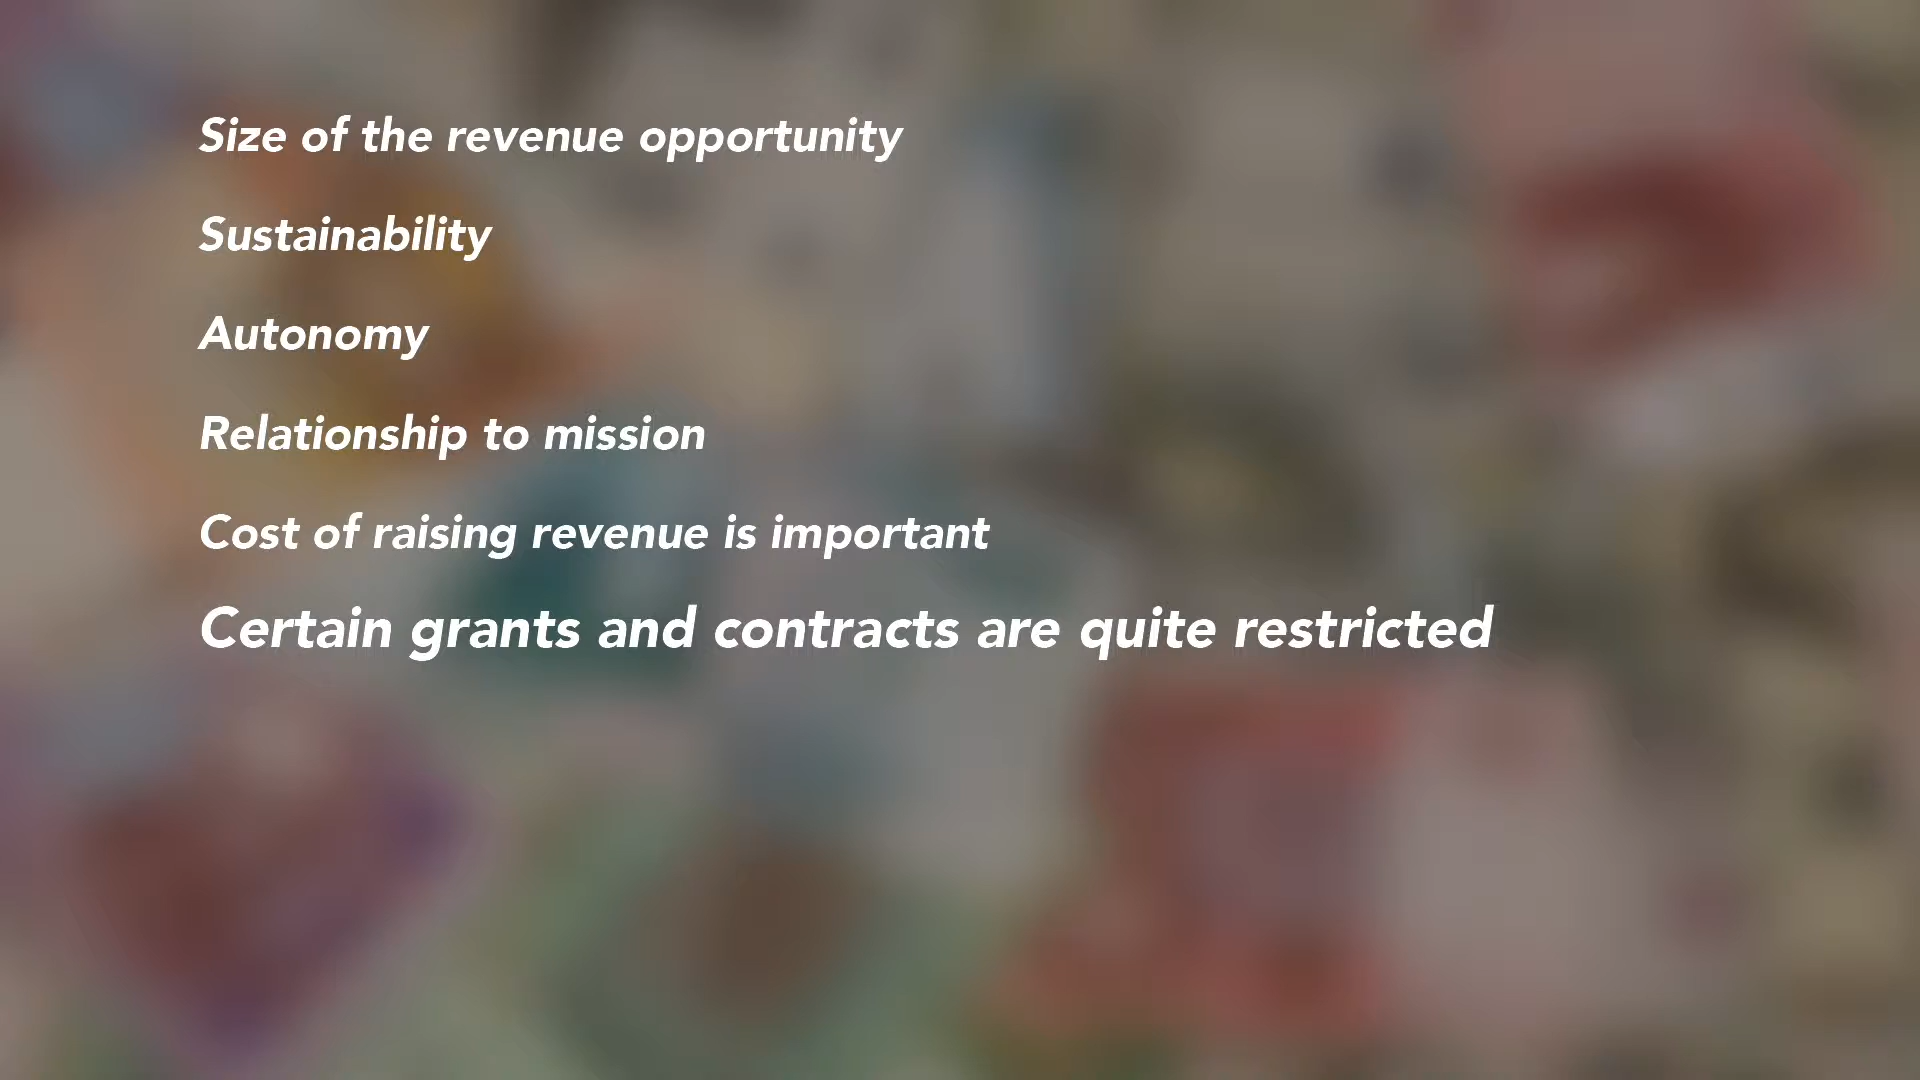 Size of the revenue opportunity
Sustainability
Autonomy
Relationship to mission
Cost of raising revenue is important
Certain grants and contracts are quite restricted